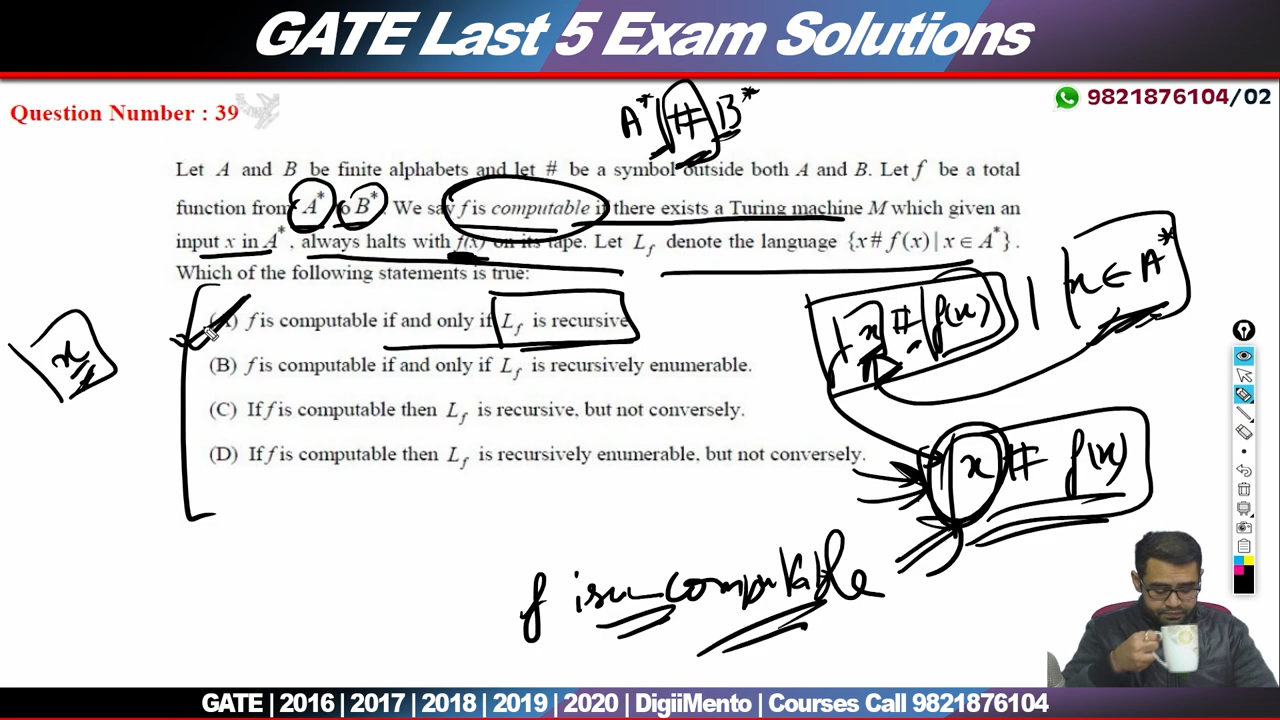 GATE Last 5 Exam Solutions
Question Number : 39
9821876104/02
A* # B*
Let A and B be finite alphabets and let # be a symbol outside both A and B. Let f be a total
function from A* to B*. We say f is computable if there exists a Turing machine M which given an
input x in A*, always halts with f(x) on its tape. Let L_f denote the language {x# f(x) | x ∈ A*}.
Which of the following statements is true:
(A) f is computable if and only if L_f is recursive
(B) f is computable if and only if L_f is recursively enumerable.
(C) If f is computable then L_f is recursive, but not conversely.
(D) If f is computable then L_f is recursively enumerable, but not conversely.
x # f(x) | x ∈ A*
x
x # f(x)
f is computable
GATE | 2016 | 2017 | 2018 | 2019 | 2020 | DigiiMento | Courses Call 9821876104